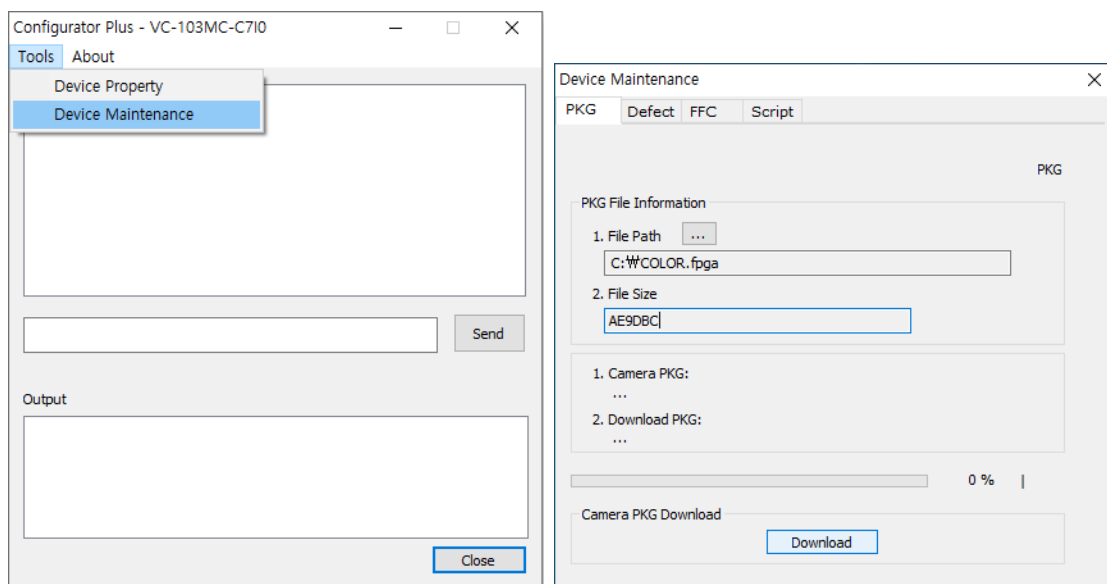 Configurator Plus - VC-103MC-C7I0
Tools About
Device Property
Device Maintenance
Send
Output
Close
Device Maintenance
PKG Defect FFC Script
PKG
PKG File Information
1. File Path ...
C:₩COLOR.fpga
2. File Size
AE9DBC
1. Camera PKG:
...
2. Download PKG:
...
0 %
Camera PKG Download
Download